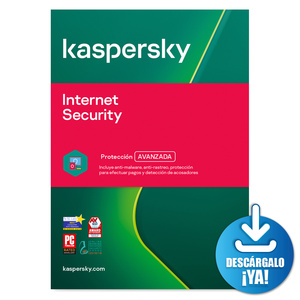 kaspersky
Internet
Security
Protección AVANZADA
Incluye anti-malware, anti-rastreo, protección
para efectuar pagos y detección de acosadores
PC
kaspersky.com
DESCÁRGALO
¡YA!